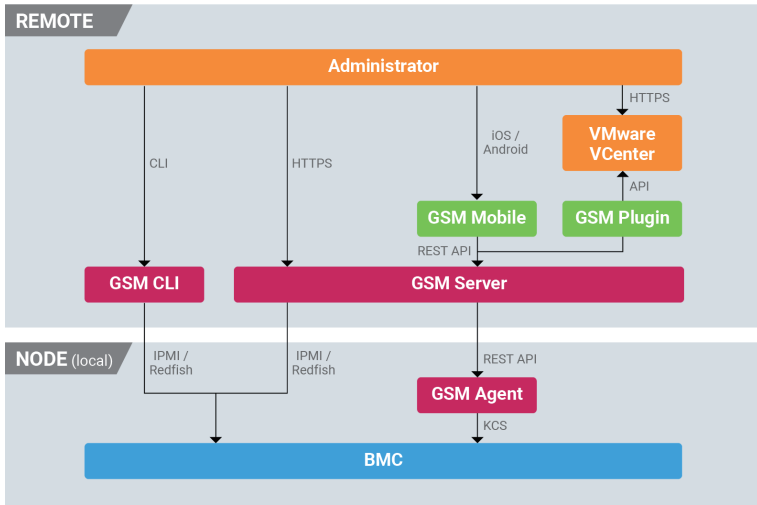 REMOTE
Administrator
HTTPS
VMware
VCenter
iOS /
Android
CLI
HTTPS
API
GSM Mobile
GSM Plugin
REST API
GSM CLI
GSM Server
NODE (local)
IPMI /
Redfish
IPMI /
Redfish
REST API
GSM Agent
KCS
BMC